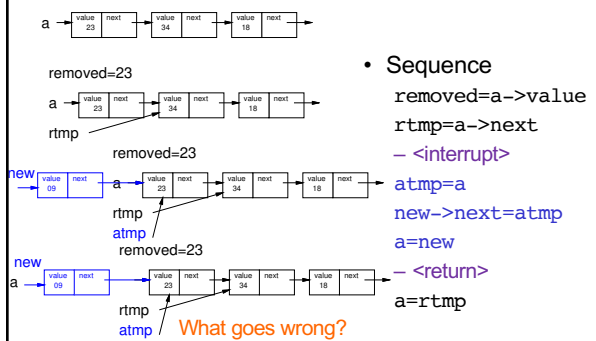 a value next value next value next
23 34 18
removed=23
a value next value next value next
23 34 18
rtmp
removed=23
new value next a value next value next value next
09 23 34 18
rtmp
atmp
removed=23
new
a value next value next value next value next
09 23 34 18
rtmp
atmp What goes wrong?
• Sequence
removed=a->value
rtmp=a->next
– <interrupt>
atmp=a
new->next=atmp
a=new
– <return>
a=rtmp